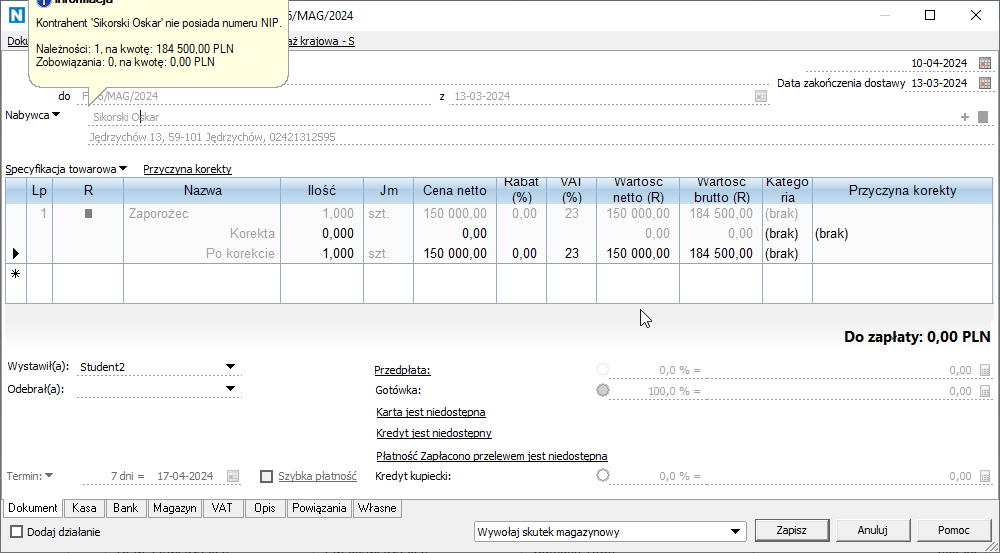 Informacja
Kontrahent 'Sikorski Oskar' nie posiada numeru NIP.
Należności: 1, na kwotę: 184 500,00 PLN
Zobowiązania: 0, na kwotę: 0,00 PLN
6/MAG/2024
Doku
aż krajowa - S
10-04-2024
Data zakończenia dostawy 13-03-2024
do 6/MAG/2024 z 13-03-2024
Nabywca Sikorski Oskar
Jędrzychów 13, 59-101 Jędrzychów, 02421312595
Specyfikacja towarowa Przyczyna korekty
Lp R Nazwa Ilość Jm Cena netto Rabat (%) VAT (%) Wartość netto (R) Wartość brutto (R) Katego ria Przyczyna korekty
1 Zaporożec 1,000 szt. 150 000,00 0,00 23 150 000,00 184 500,00 (brak)
Korekta 0,000 0,00 0,00 0,00 (brak) (brak)
Po korekcie 1,000 szt. 150 000,00 0,00 23 150 000,00 184 500,00 (brak)
Do zapłaty: 0,00 PLN
Wystawił(a): Student2
Odebrał(a):
Przedpłata: 0,0 % = 0,00
Gotówka: 100,0 % = 0,00
Karta jest niedostępna
Kredyt jest niedostępny
Płatność Zapłacono przelewem jest niedostępna
Termin: 7 dni = 17-04-2024 Szybka płatność Kredyt kupiecki: 0,0 % = 0,00
Dokument Kasa Bank Magazyn VAT Opis Powiązania Własne
Dodaj działanie Wywołaj skutek magazynowy Zapisz Anuluj Pomoc